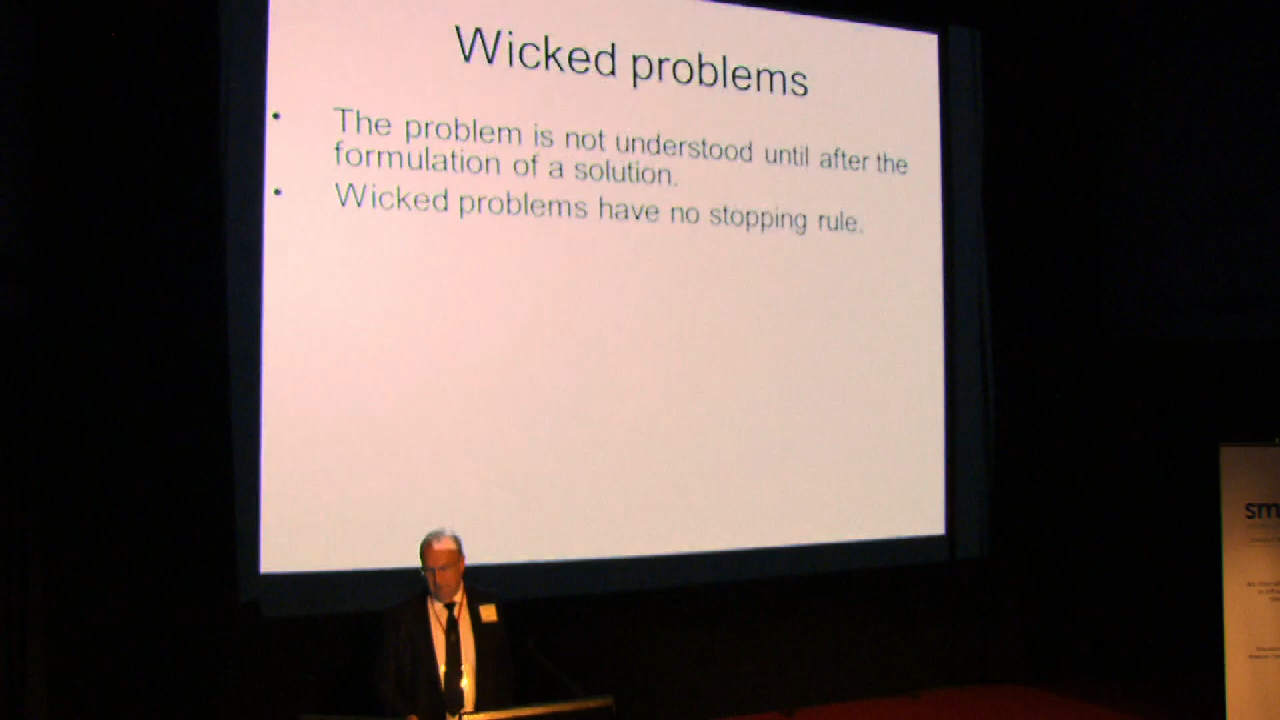 Wicked problems
• The problem is not understood until after the
formulation of a solution.
• Wicked problems have no stopping rule.
sm